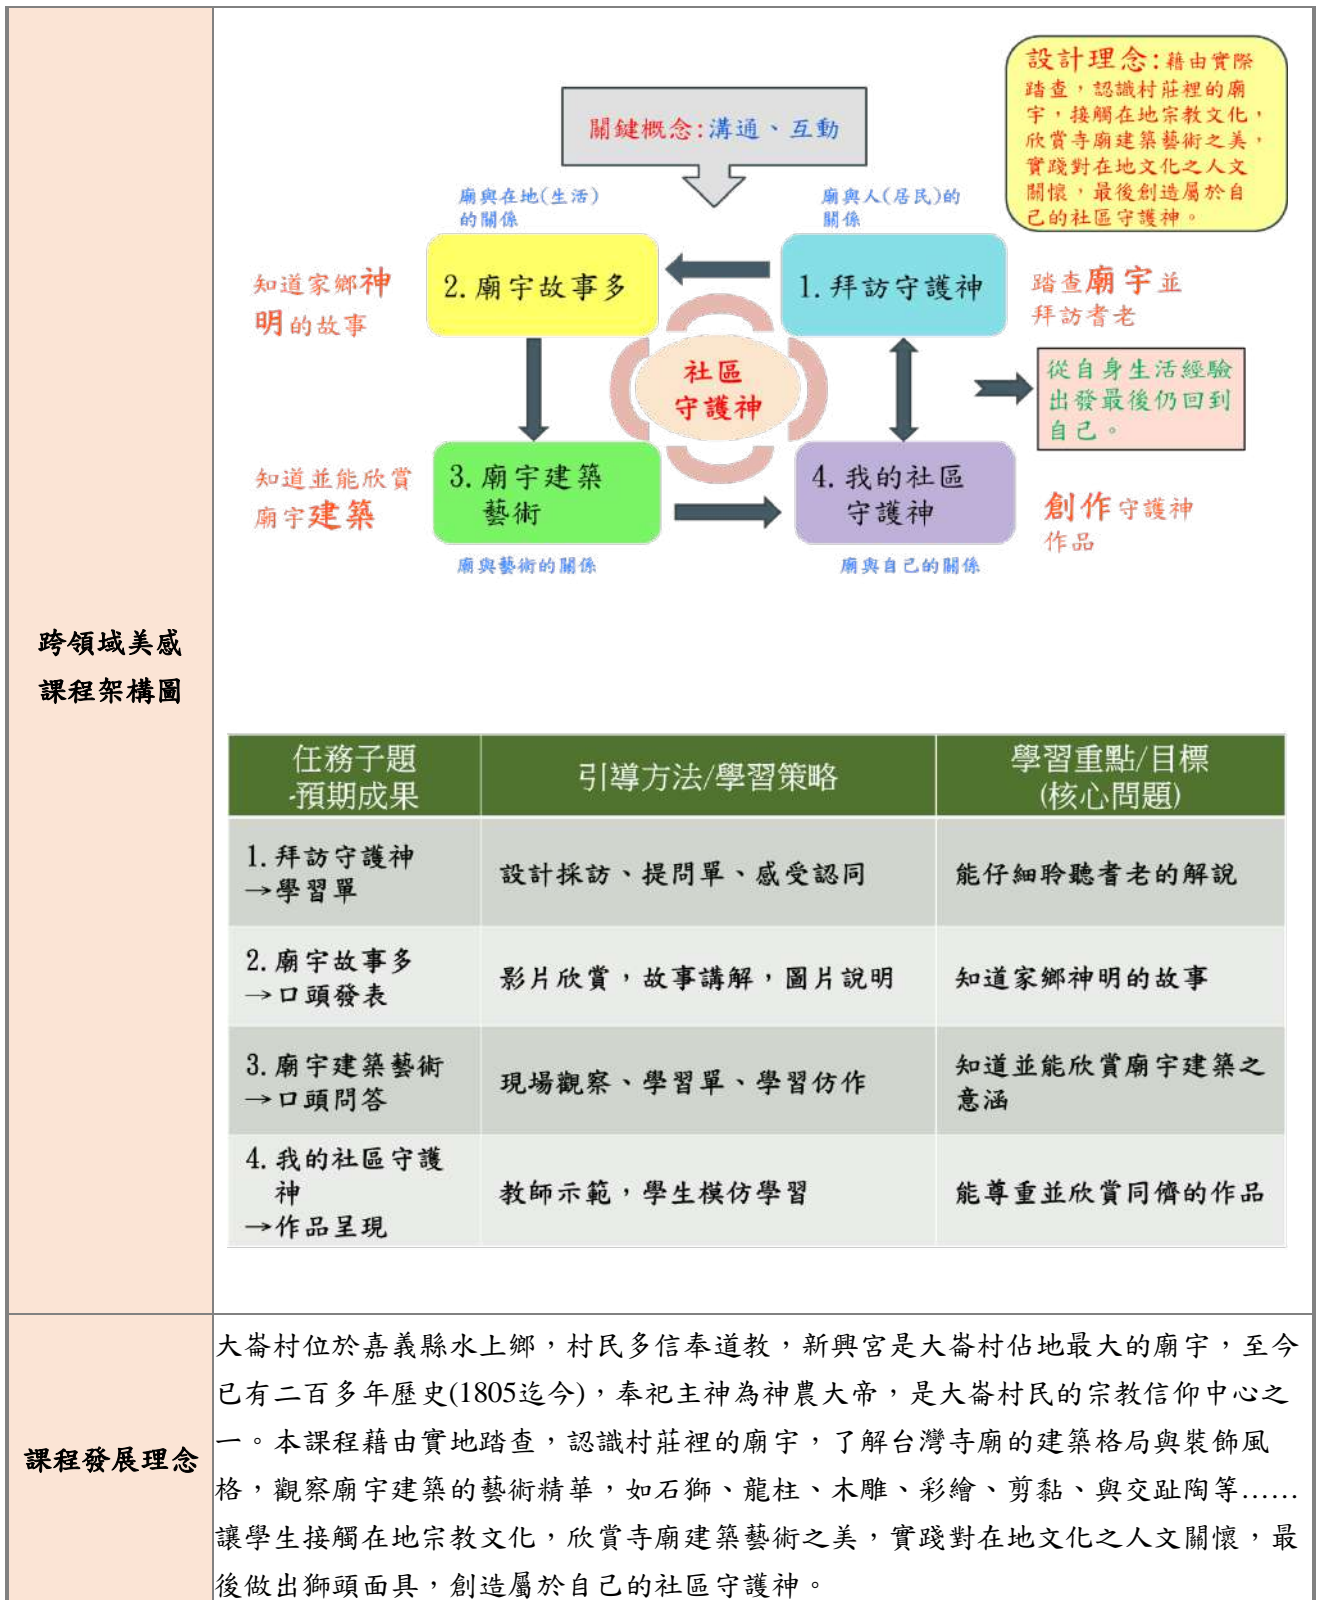 跨領域美感
課程架構圖
設計理念:藉由實際
踏查，認識村莊裡的廟
宇，接觸在地宗教文化，
欣賞寺廟建築藝術之美，
實踐對在地文化之人文
關懷，最後創造屬於自
己的社區守護神。
關鍵概念:溝通、互動
廟與在地(生活)
的關係
廟與人(居民)的
關係
知道家鄉神
明的故事
2.廟宇故事多
1.拜訪守護神
踏查廟宇並
拜訪耆老
社區
守護神
從自身生活經驗
出發最後仍回到
自己。
知道並能欣賞
廟宇建築
3.廟宇建築
藝術
4.我的社區
守護神
創作守護神
作品
廟與藝術的關係
廟與自己的關係
任務子題
-預期成果
引導方法/學習策略
學習重點/目標
(核心問題)
1.拜訪守護神
→學習單
設計採訪、提問單、感受認同
能仔細聆聽耆老的解說
2.廟宇故事多
→口頭發表
影片欣賞，故事講解，圖片說明
知道家鄉神明的故事
3.廟宇建築藝術
→口頭問答
現場觀察、學習單、學習仿作
知道並能欣賞廟宇建築之
意涵
4.我的社區守護
神
→作品呈現
教師示範，學生模仿學習
能尊重並欣賞同儕的作品
課程發展理念
大崙村位於嘉義縣水上鄉，村民多信奉道教，新興宮是大崙村佔地最大的廟宇，至今
已有二百多年歷史(1805迄今)，奉祀主神為神農大帝，是大崙村民的宗教信仰中心之
一。本課程藉由實地踏查，認識村莊裡的廟宇，了解台灣寺廟的建築格局與裝飾風
格，觀察廟宇建築的藝術精華，如石獅、龍柱、木雕、彩繪、剪黏、與交趾陶等……
讓學生接觸在地宗教文化，欣賞寺廟建築藝術之美，實踐對在地文化之人文關懷，最
後做出獅頭面具，創造屬於自己的社區守護神。